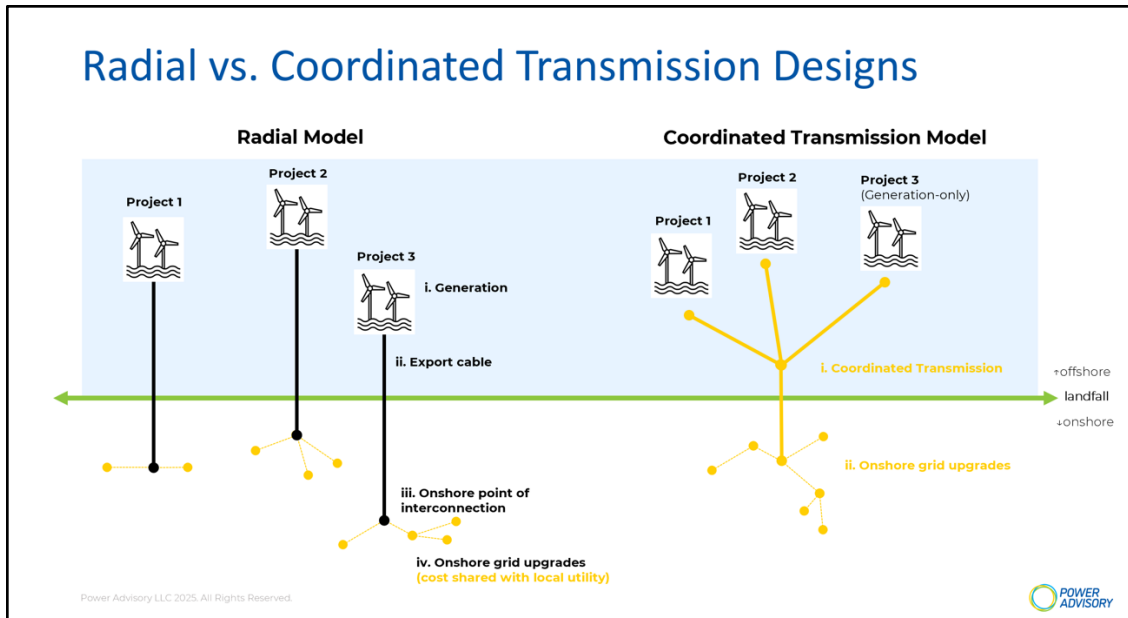 Radial vs. Coordinated Transmission Designs
Radial Model
Project 1
Project 2
Project 3
i. Generation
ii. Export cable
iii. Onshore point of
interconnection
iv. Onshore grid upgrades
(cost shared with local utility)
Coordinated Transmission Model
Project 1
Project 2
Project 3
(Generation-only)
i. Coordinated Transmission
↑offshore
landfall
↓onshore
ii. Onshore grid upgrades
Power Advisory LLC 2025. All Rights Reserved.
POWER
ADVISORY